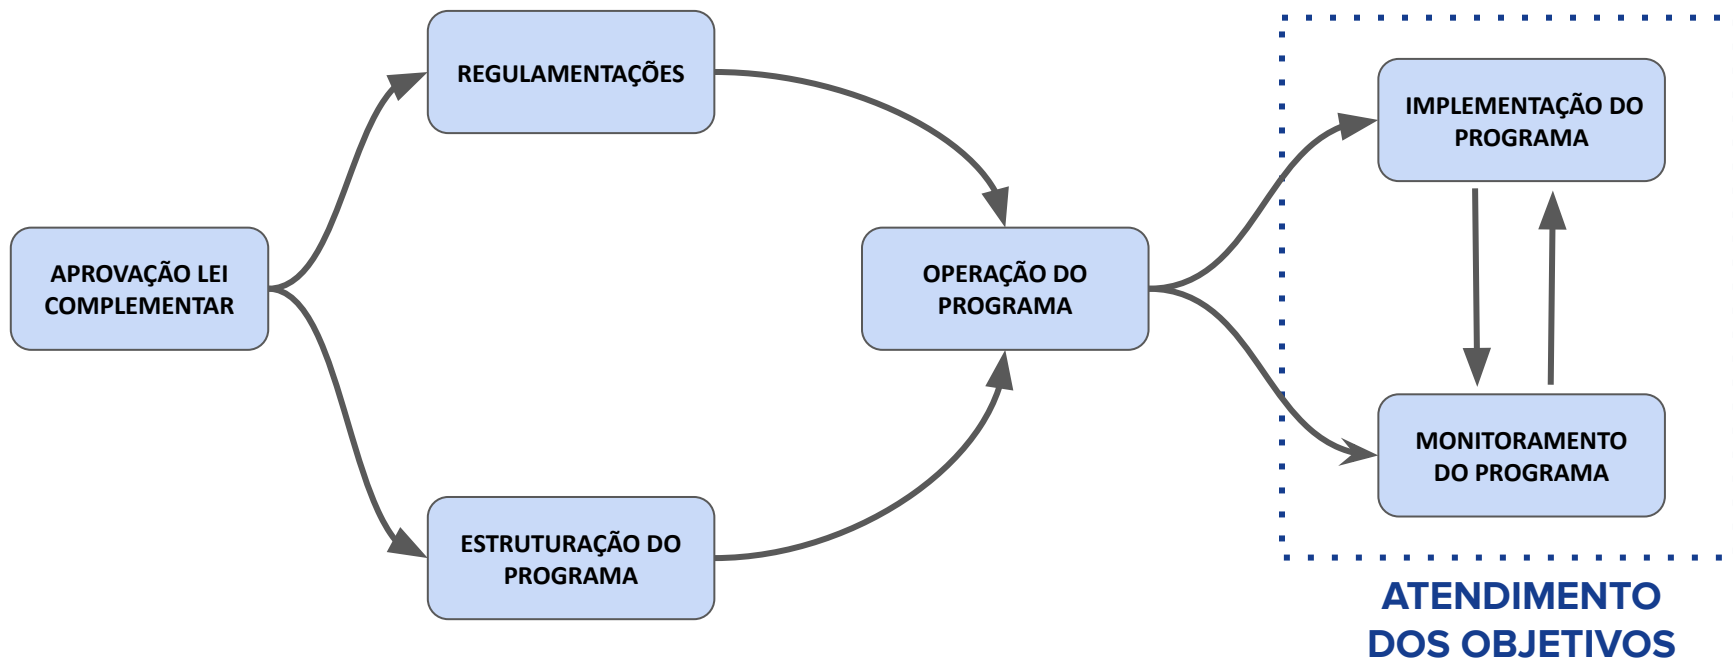 REGULAMENTAÇÕES
IMPLEMENTAÇÃO DO
PROGRAMA
APROVAÇÃO LEI
COMPLEMENTAR
OPERAÇÃO DO
PROGRAMA
MONITORAMENTO
DO PROGRAMA
ESTRUTURAÇÃO DO
PROGRAMA
ATENDIMENTO
DOS OBJETIVOS